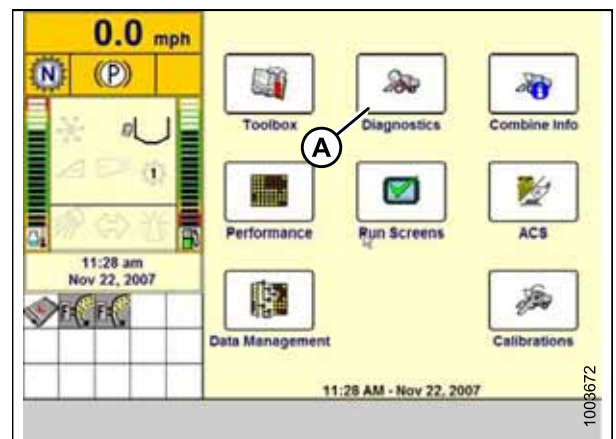 0.0 mph
N
(P)
1
11:28 am
Nov 22, 2007
Toolbox
Diagnostics
Combine Info
A
Performance
Run Screens
ACS
Data Management
Calibrations
11:28 AM - Nov 22, 2007
1003672